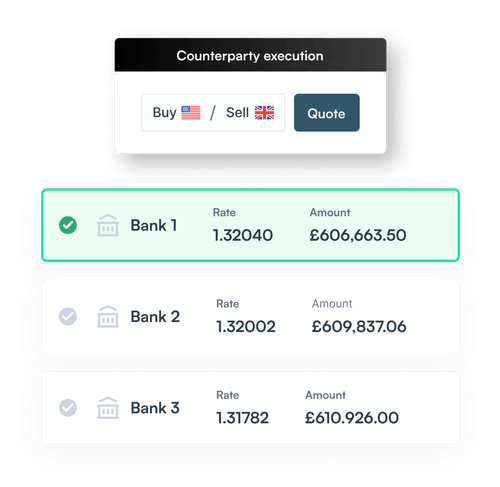 Counterparty execution
Buy / Sell Quote
Rate Amount
Bank 1 1.32040 £606,663.50
Rate Amount
Bank 2 1.32002 £609,837.06
Rate Amount
Bank 3 1.31782 £610.926.00